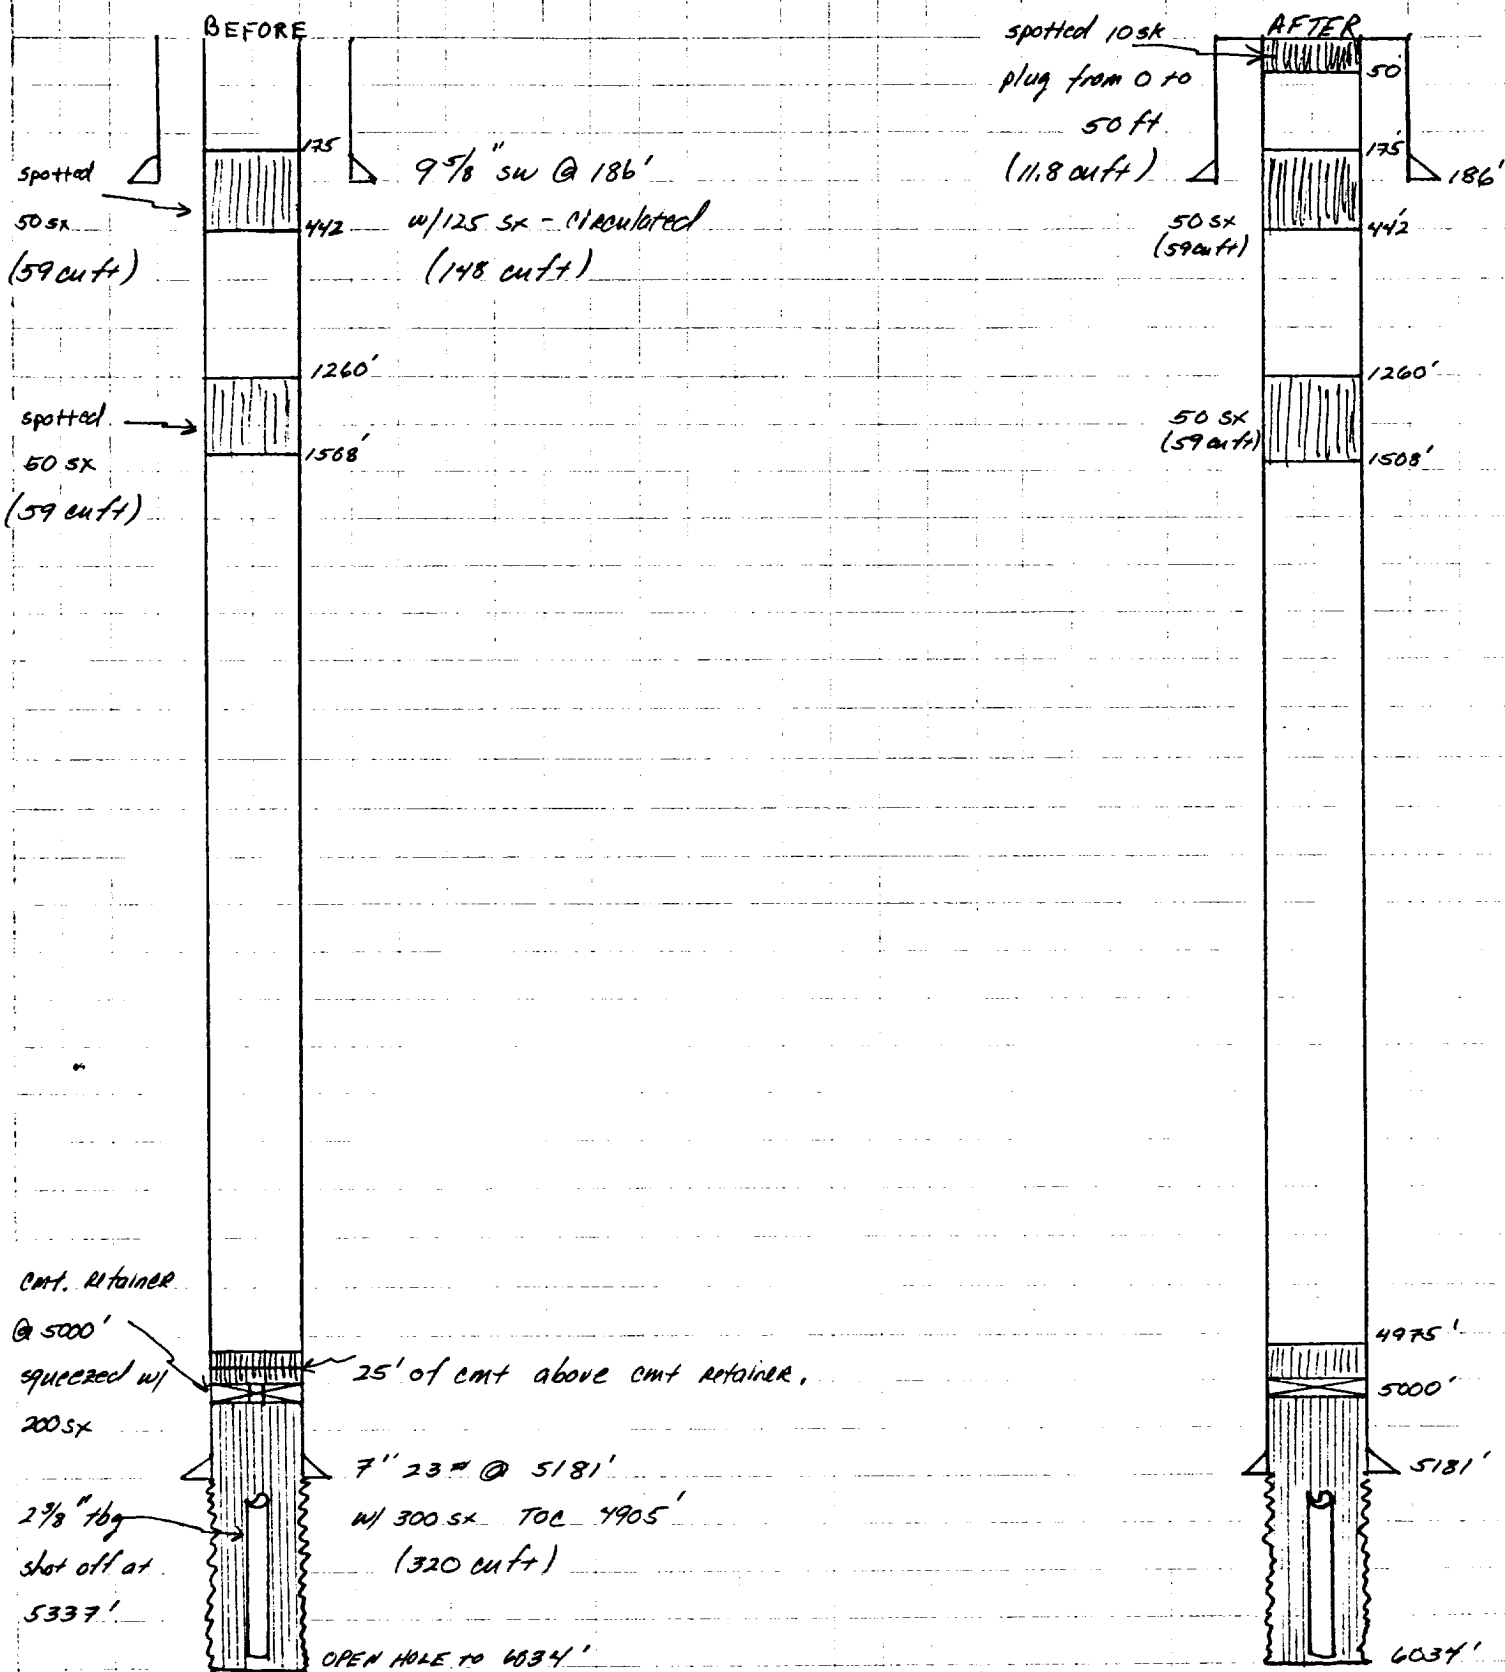 BEFORE
175
spotted
50 sx
(59 cuft)
442
9 5/8" sw @ 186'
w/125 sx - circulated
(148 cuft)
1260'
spotted
50 sx
(59 cuft)
1508'
cmt. retainer
@ 5000'
squeezed w/
200 sx
25' of cmt above cmt retainer.
7" 23# @ 5181'
w/ 300 sx TOC 4905'
(320 cuft)
2 3/8" tbg
shot off at
5337'
OPEN HOLE TO 6034'
AFTER
spotted 10 sk
plug from 0 to
50 ft
(11.8 cuft)
50'
175'
186'
50 sx
(59 cuft)
442'
1260'
50 sx
(59 cuft)
1508'
4975'
5000'
5181'
6034'